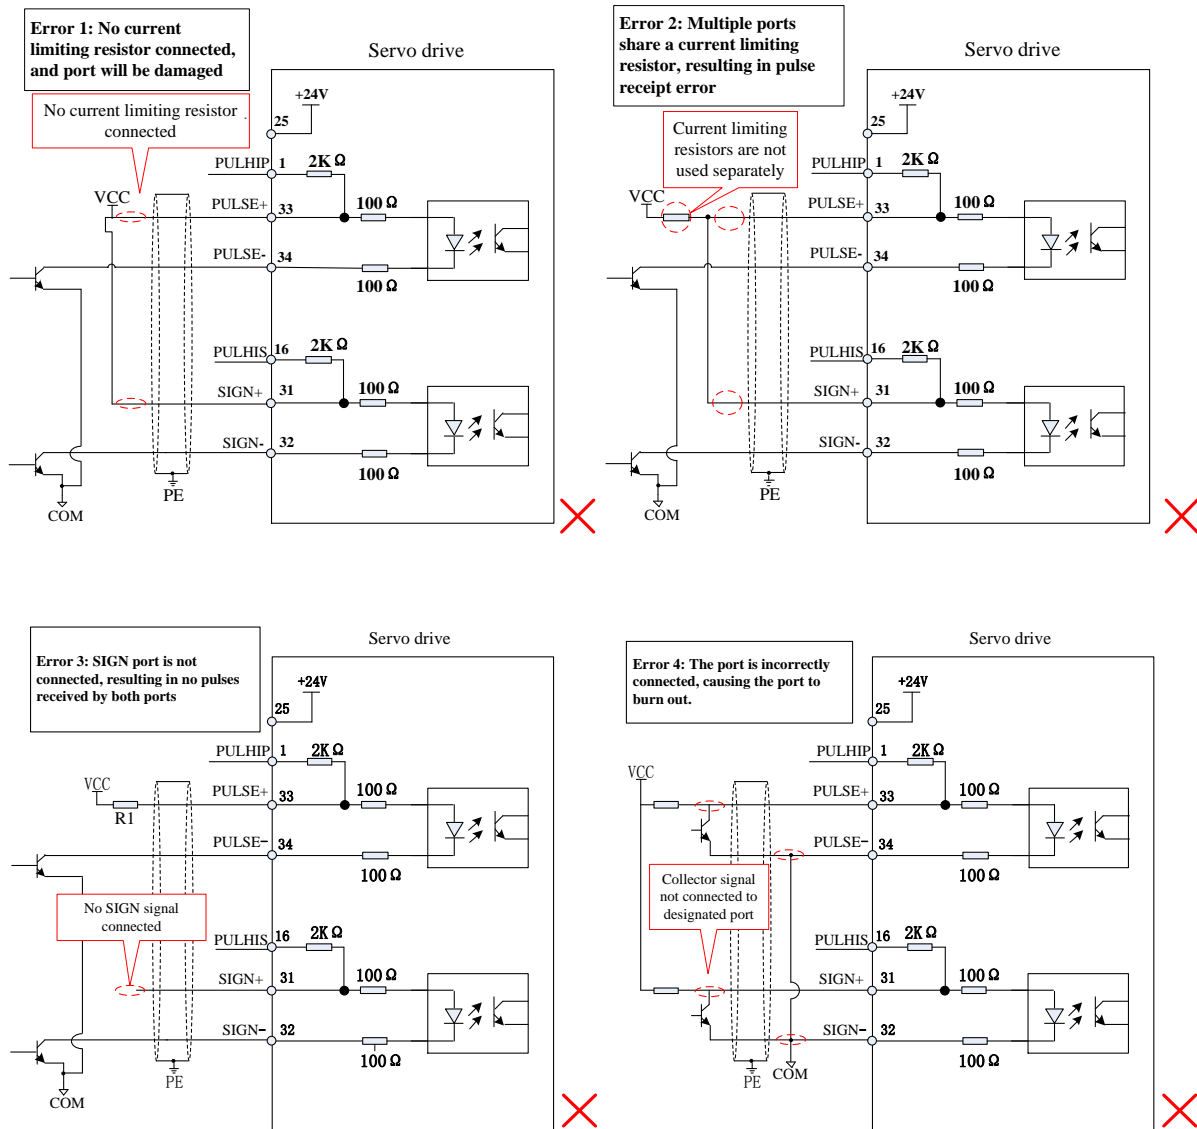 Error 1: No current
limiting resistor connected,
and port will be damaged
Servo drive
No current limiting resistor
connected
+24V
25
PULHIP
1
2K Ω
VCC
PULSE+
33
100 Ω
PULSE-
34
100 Ω
PULHIS
16
2K Ω
SIGN+
31
100 Ω
SIGN-
32
100 Ω
PE
COM
Error 2: Multiple ports
share a current limiting
resistor, resulting in pulse
receipt error
Servo drive
Current limiting
resistors are not
used separately
+24V
25
PULHIP
1
2K Ω
VCC
PULSE+
33
100 Ω
PULSE-
34
100 Ω
PULHIS
16
2K Ω
SIGN+
31
100 Ω
SIGN-
32
100 Ω
PE
COM
Error 3: SIGN port is not
connected, resulting in no pulses
received by both ports
Servo drive
+24V
25
PULHIP
1
2K Ω
VCC
R1
PULSE+
33
100 Ω
PULSE-
34
100 Ω
No SIGN signal
connected
PULHIS
16
2K Ω
SIGN+
31
100 Ω
SIGN-
32
100 Ω
PE
COM
Error 4: The port is incorrectly
connected, causing the port to
burn out.
Servo drive
+24V
25
PULHIP
1
2K Ω
VCC
PULSE+
33
100 Ω
PULSE-
34
100 Ω
Collector signal
not connected to
designated port
PULHIS
16
2K Ω
SIGN+
31
100 Ω
SIGN-
32
100 Ω
PE
COM